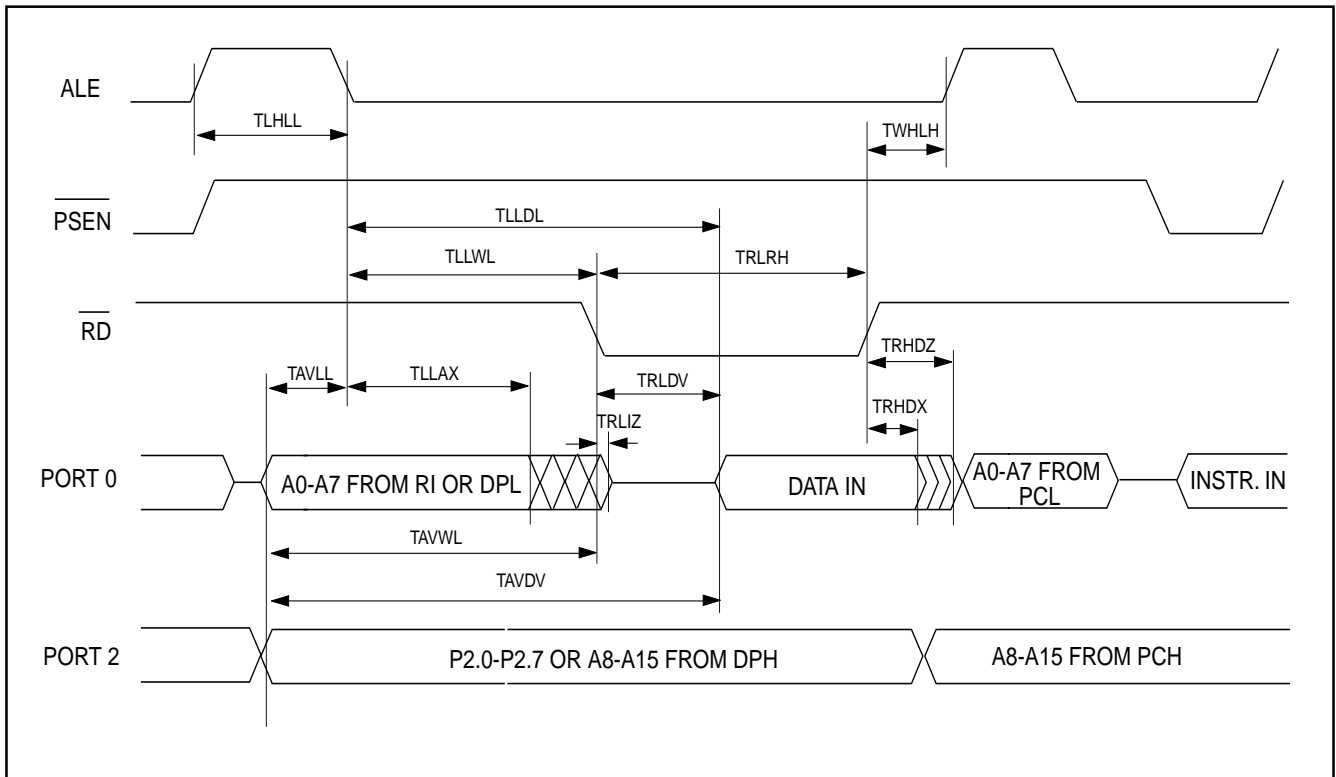 ALE
TLHLL
TWHLH
PSEN
TLLDL
TLLWL
TRLRH
RD
TRHDZ
TAVLL
TLLAX
TRLDV
TRHDX
TRLIZ
PORT 0
A0-A7 FROM RI OR DPL
DATA IN
A0-A7 FROM
PCL
INSTR. IN
TAVWL
TAVDV
PORT 2
P2.0-P2.7 OR A8-A15 FROM DPH
A8-A15 FROM PCH